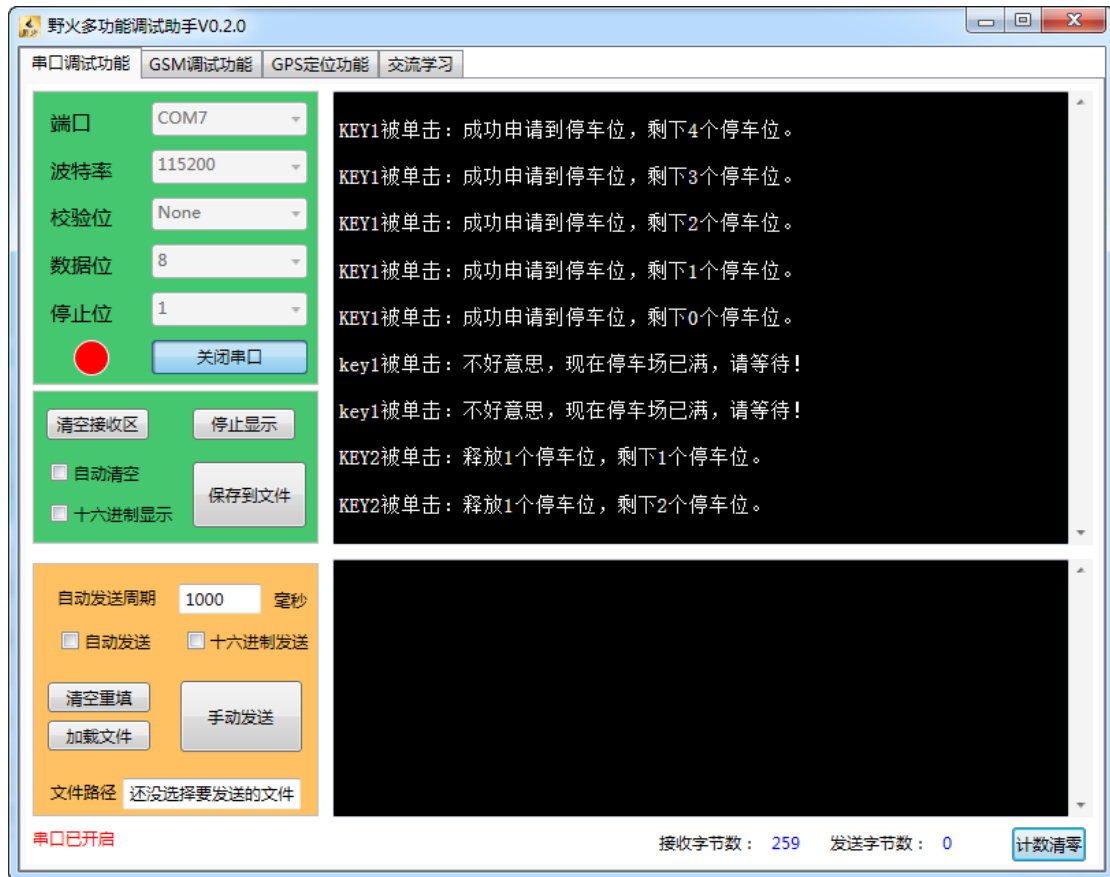 野火多功能调试助手V0.2.0
串口调试功能 GSM调试功能 GPS定位功能 交流学习
端口 COM7
波特率 115200
校验位 None
数据位 8
停止位 1
关闭串口
清空接收区 停止显示
自动清空
保存到文件
十六进制显示
KEY1被单击：成功申请到停车位，剩下4个停车位。
KEY1被单击：成功申请到停车位，剩下3个停车位。
KEY1被单击：成功申请到停车位，剩下2个停车位。
KEY1被单击：成功申请到停车位，剩下1个停车位。
KEY1被单击：成功申请到停车位，剩下0个停车位。
key1被单击：不好意思，现在停车场已满，请等待！
key1被单击：不好意思，现在停车场已满，请等待！
KEY2被单击：释放1个停车位，剩下1个停车位。
KEY2被单击：释放1个停车位，剩下2个停车位。
自动发送周期 1000 毫秒
自动发送 十六进制发送
清空重填
手动发送
加载文件
文件路径 还没选择要发送的文件
串口已开启
接收字节数： 259 发送字节数： 0 计数清零